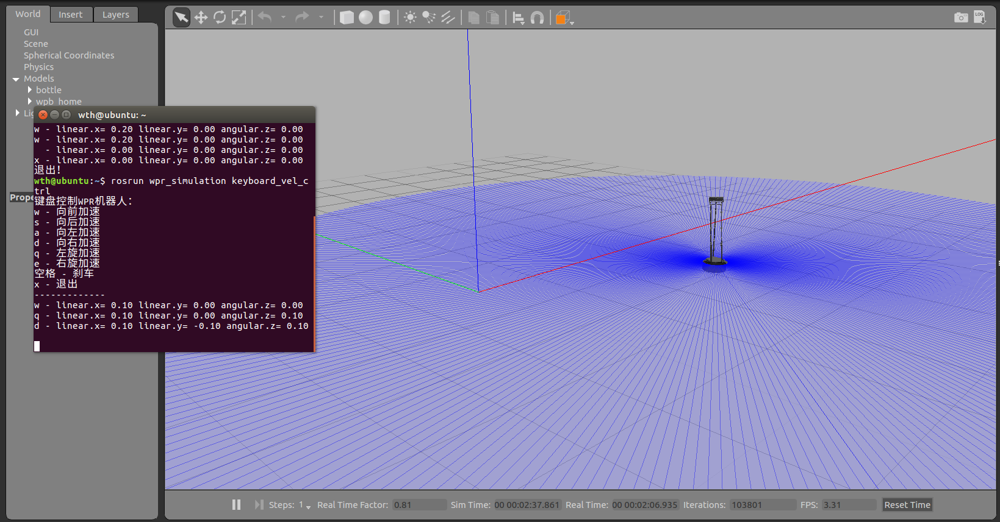 World Insert Layers
GUI
Scene
Spherical Coordinates
Physics
Models
bottle
wpb_home
LOG
wth@ubuntu: ~
w - linear.x= 0.20 linear.y= 0.00 angular.z= 0.00
w - linear.x= 0.20 linear.y= 0.00 angular.z= 0.00
- linear.x= 0.00 linear.y= 0.00 angular.z= 0.00
x - linear.x= 0.00 linear.y= 0.00 angular.z= 0.00
退出!
wth@ubuntu:~$ rosrun wpr_simulation keyboard_vel_c
trl
键盘控制WPR机器人:
w - 向前加速
s - 向后加速
a - 向左加速
d - 向右加速
q - 左旋加速
e - 右旋加速
空格 - 刹车
x - 退出
-------------
w - linear.x= 0.10 linear.y= 0.00 angular.z= 0.00
q - linear.x= 0.10 linear.y= 0.00 angular.z= 0.10
d - linear.x= 0.10 linear.y= -0.10 angular.z= 0.10
Steps: 1 Real Time Factor: 0.81 Sim Time: 00 00:02:37.861 Real Time: 00 00:02:06.935 Iterations: 103801 FPS: 3.31 Reset Time